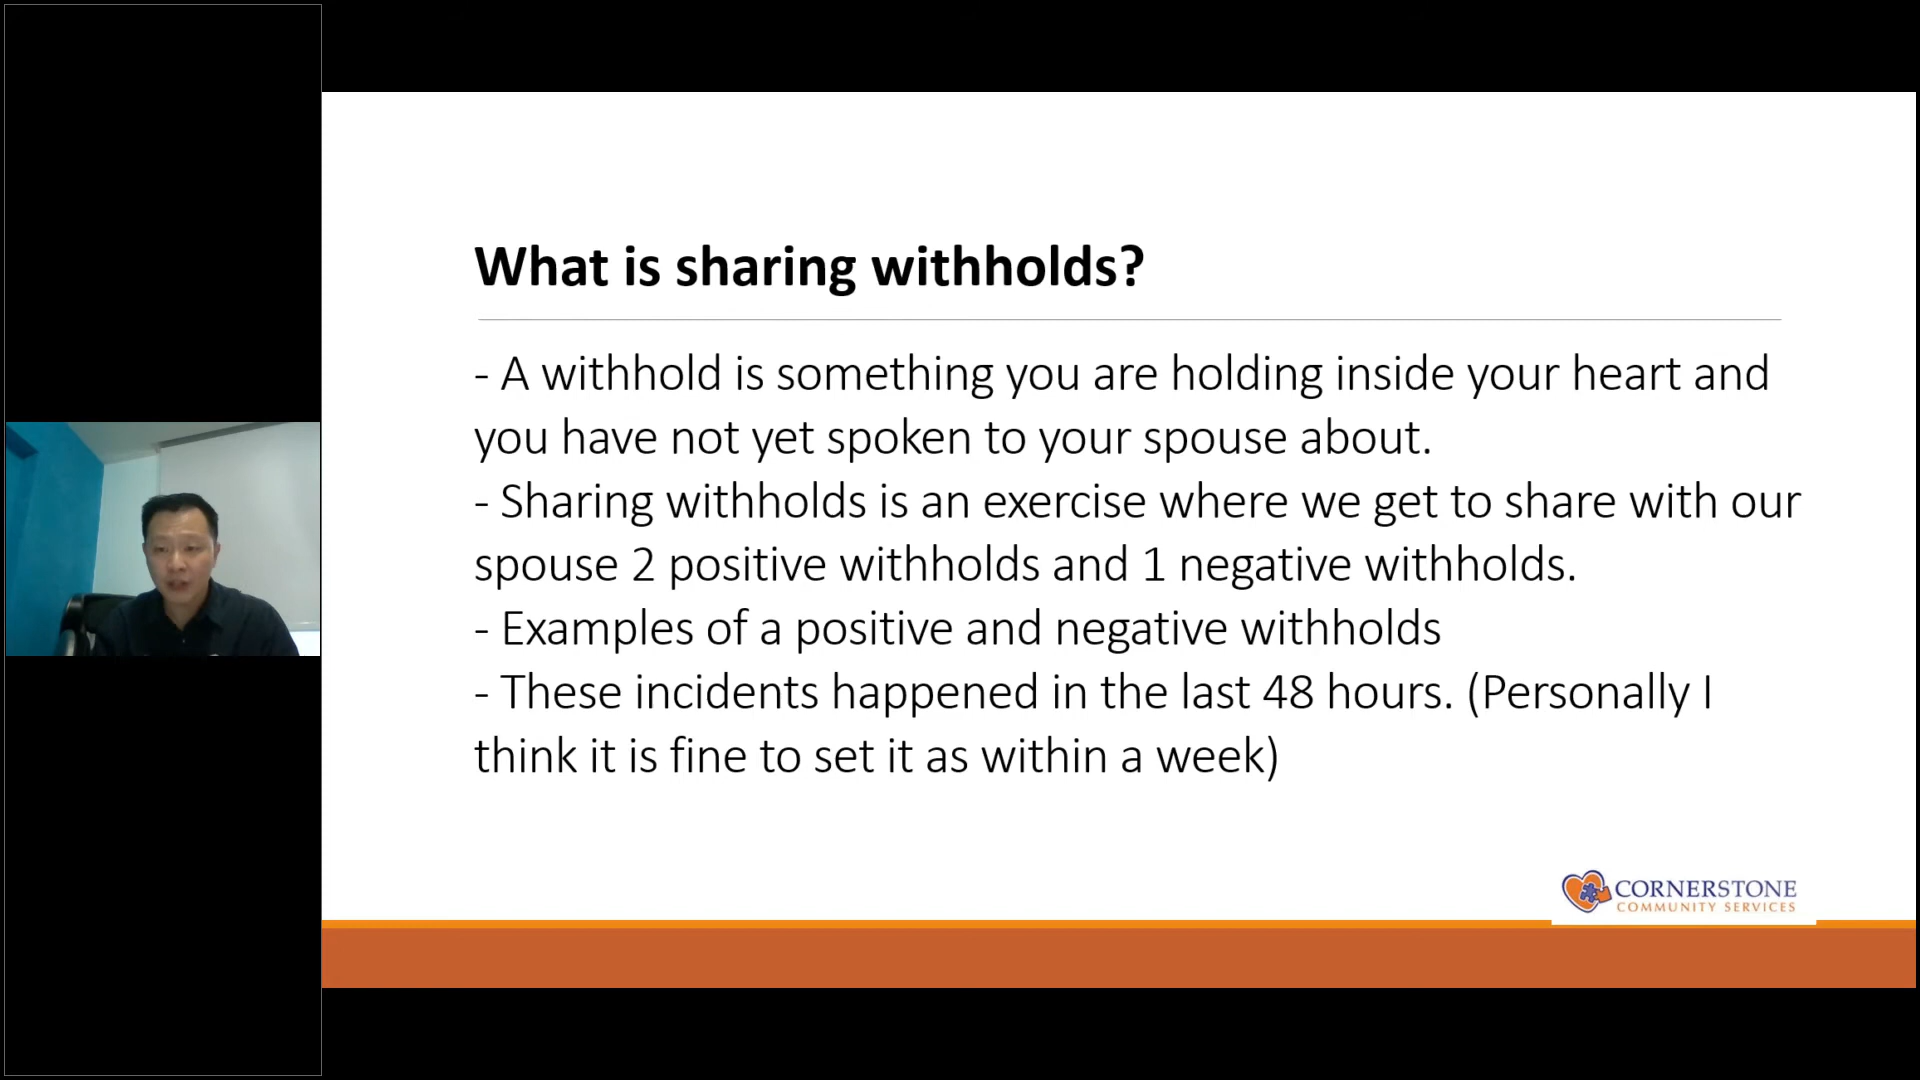 What is sharing withholds?
- A withhold is something you are holding inside your heart and
you have not yet spoken to your spouse about.
- Sharing withholds is an exercise where we get to share with our
spouse 2 positive withholds and 1 negative withholds.
- Examples of a positive and negative withholds
- These incidents happened in the last 48 hours. (Personally I
think it is fine to set it as within a week)
CORNERSTONE
COMMUNITY SERVICES